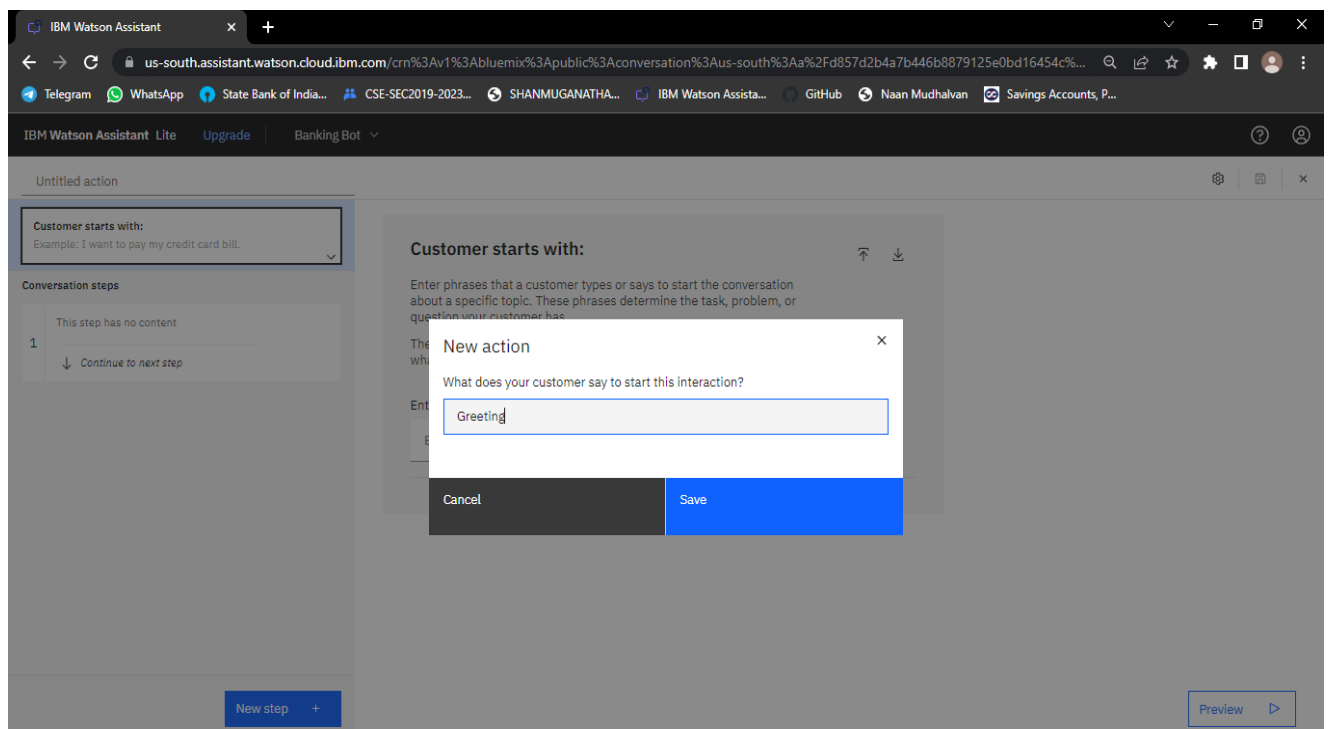 IBM Watson Assistant
us-south.assistant.watson.cloud.ibm.com/crn%3Av1%3Abluemix%3Apublic%3Aconversation%3Aus-south%3Aa%2Fd857d2b4a7b446b8879125e0bd16454c%...
Telegram WhatsApp State Bank of India... CSE-SEC2019-2023... SHANMUGANATHA... IBM Watson Assista... GitHub Naan Mudhalvan Savings Accounts, P...
IBM Watson Assistant Lite Upgrade Banking Bot
Untitled action
Customer starts with:
Example: I want to pay my credit card bill.
Conversation steps
This step has no content
1
Continue to next step
New step +
Customer starts with:
Enter phrases that a customer types or says to start the conversation
about a specific topic. These phrases determine the task, problem, or
question your customer has.
The
Ent
New action
What does your customer say to start this interaction?
Greeting
Cancel Save
Preview